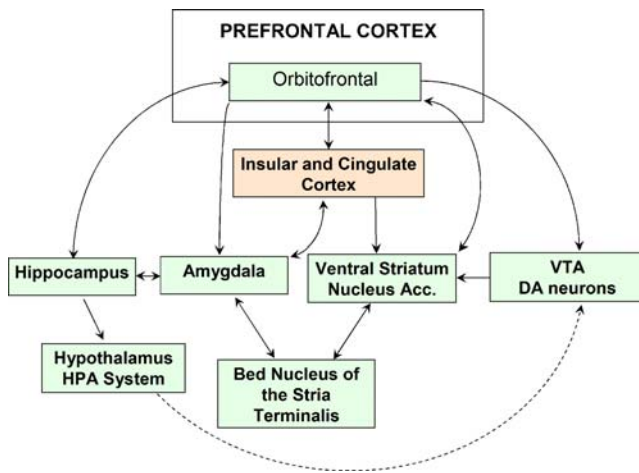 PREFRONTAL CORTEX
Orbitofrontal
Insular and Cingulate
Cortex
Hippocampus
Amygdala
Ventral Striatum
Nucleus Acc.
VTA
DA neurons
Hypothalamus
HPA System
Bed Nucleus of
the Stria
Terminalis